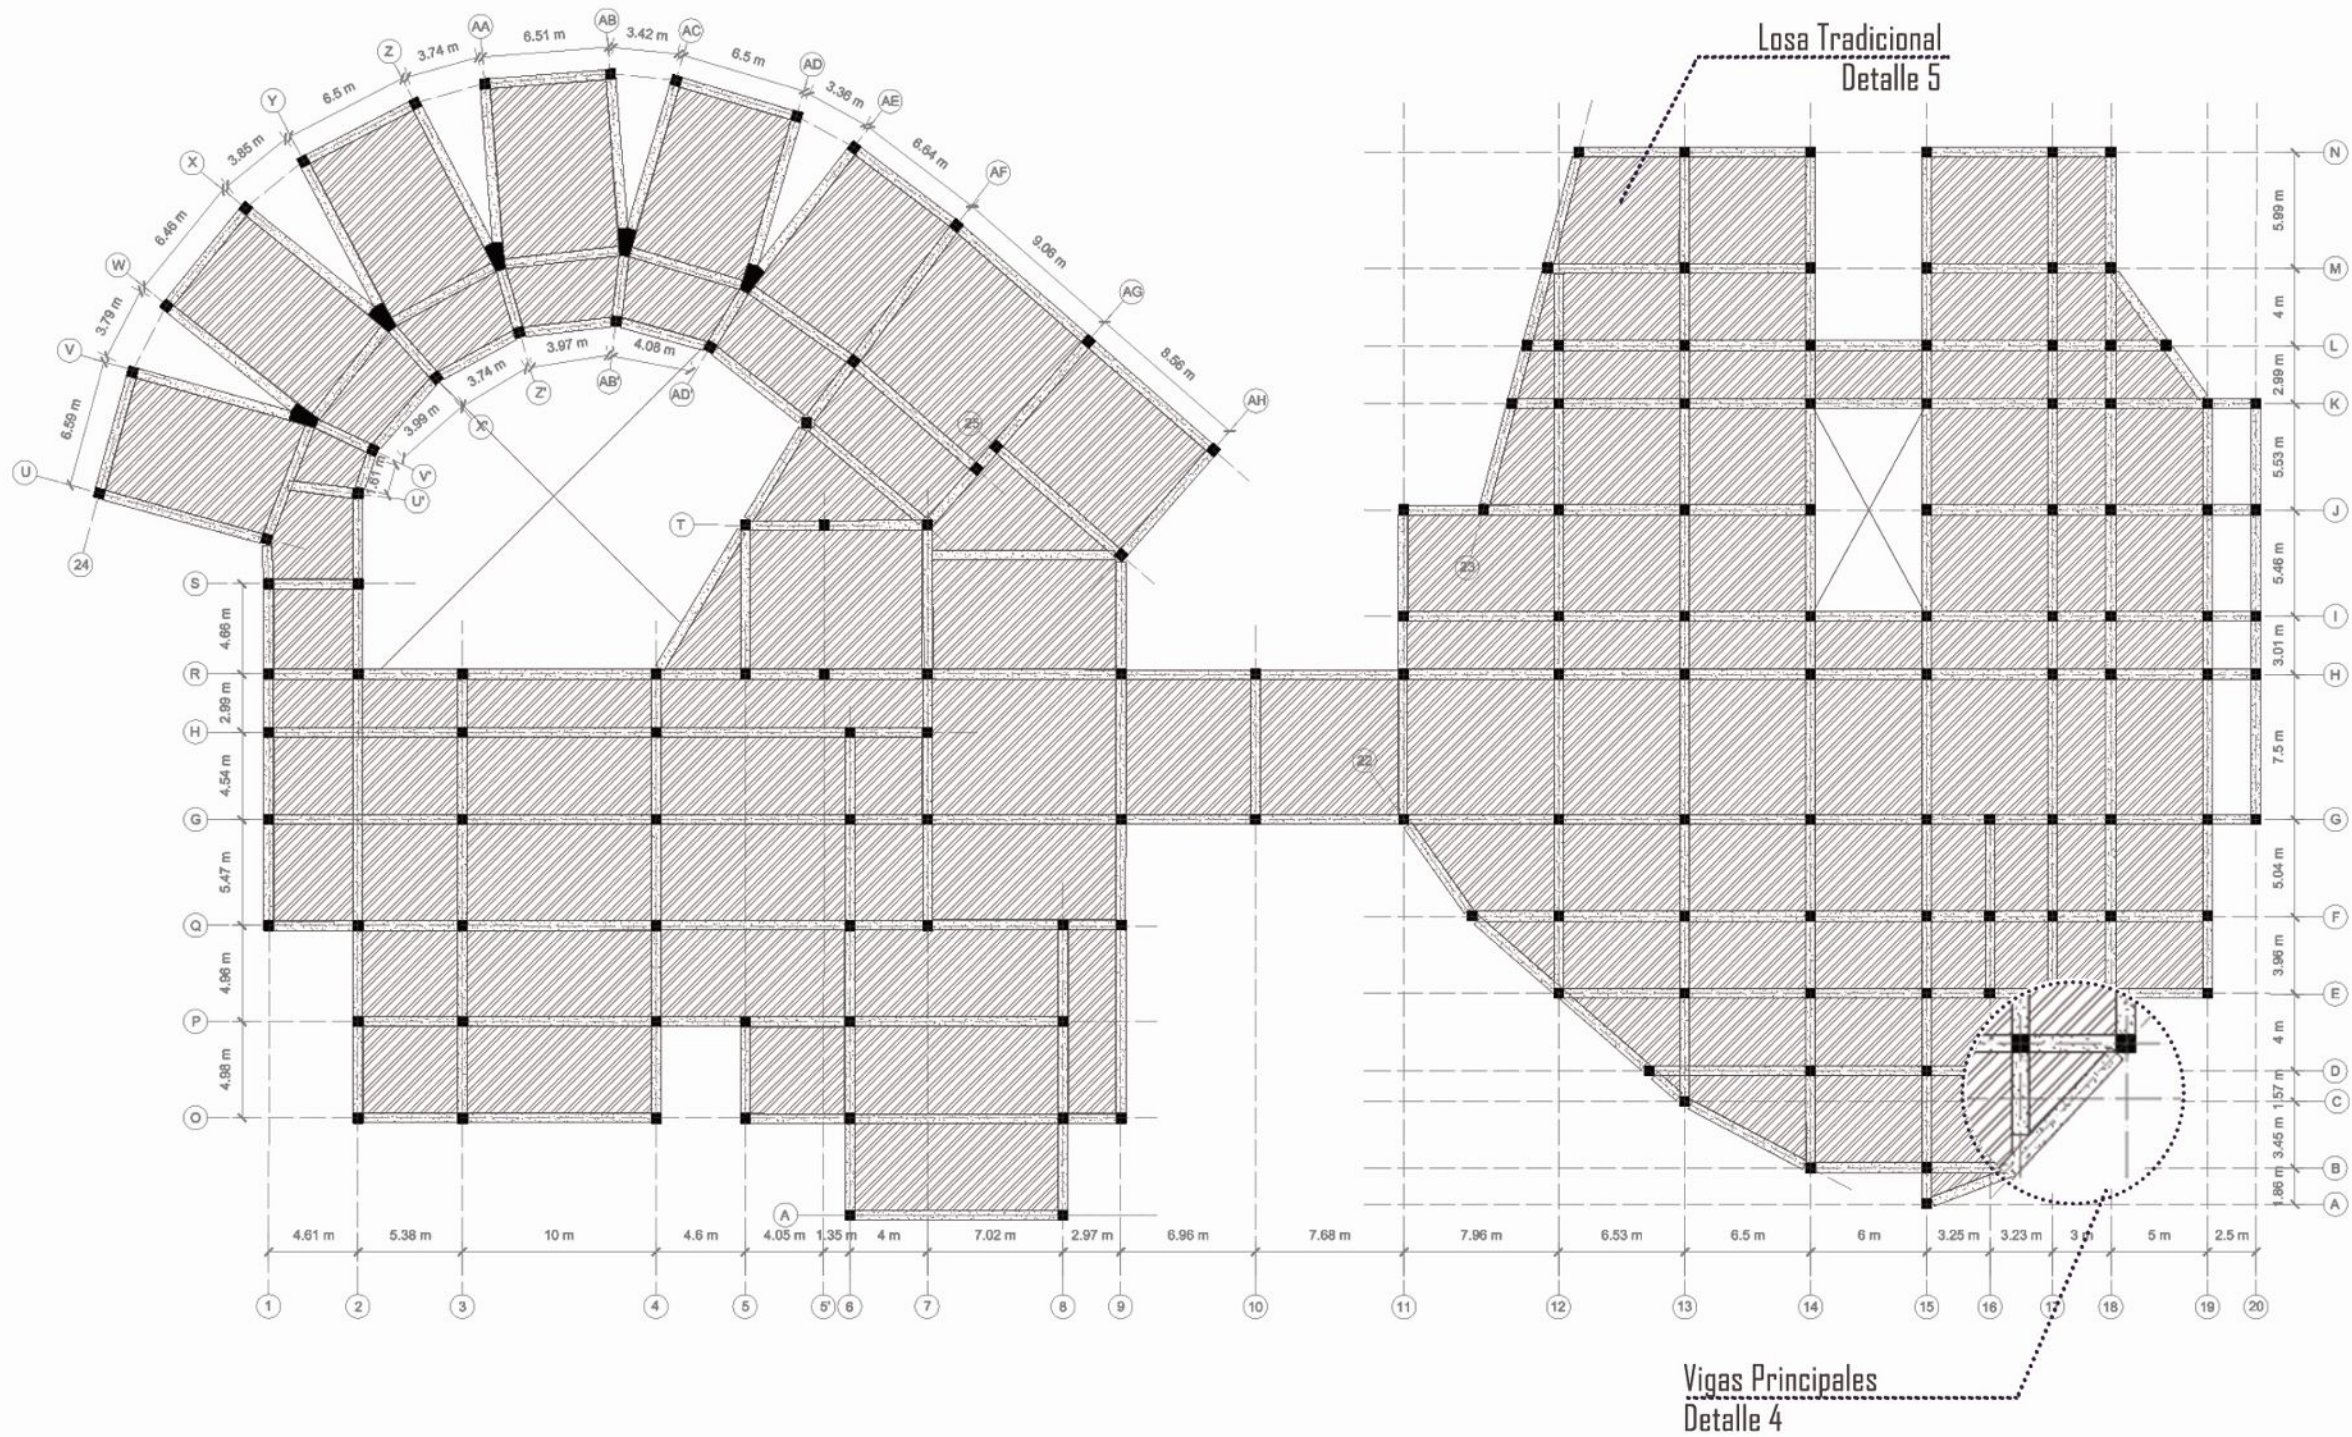 Losa Tradicional
Detalle 5
AA
AB
AC
AD
AE
AF
AG
AH
Z
Y
X
W
V
U
24
6.59 m
3.79 m
6.46 m
3.85 m
6.5 m
3.74 m
6.51 m
3.42 m
6.5 m
3.36 m
6.64 m
9.06 m
8.56 m
25
U'
V'
X'
Z'
AB'
AD'
1.61 m
3.99 m
3.74 m
3.97 m
4.08 m
T
S
R
H
G
Q
P
O
A
4.66 m
2.99 m
4.54 m
5.47 m
4.96 m
4.98 m
22
23
N
M
L
K
J
I
H
G
F
E
D
C
B
A
5.99 m
4 m
2.99 m
5.53 m
5.46 m
3.01 m
7.5 m
5.04 m
3.96 m
4 m
1.57 m
3.45 m
1.86 m
4.61 m 5.38 m 10 m 4.6 m 4.05 m 1.35 m 4 m 7.02 m 2.97 m 6.96 m 7.68 m 7.96 m 6.53 m 6.5 m 6 m 3.25 m 3.23 m 3 m 5 m 2.5 m
1 2 3 4 5 5' 6 7 8 9 10 11 12 13 14 15 16 17 18 19 20
Vigas Principales
Detalle 4